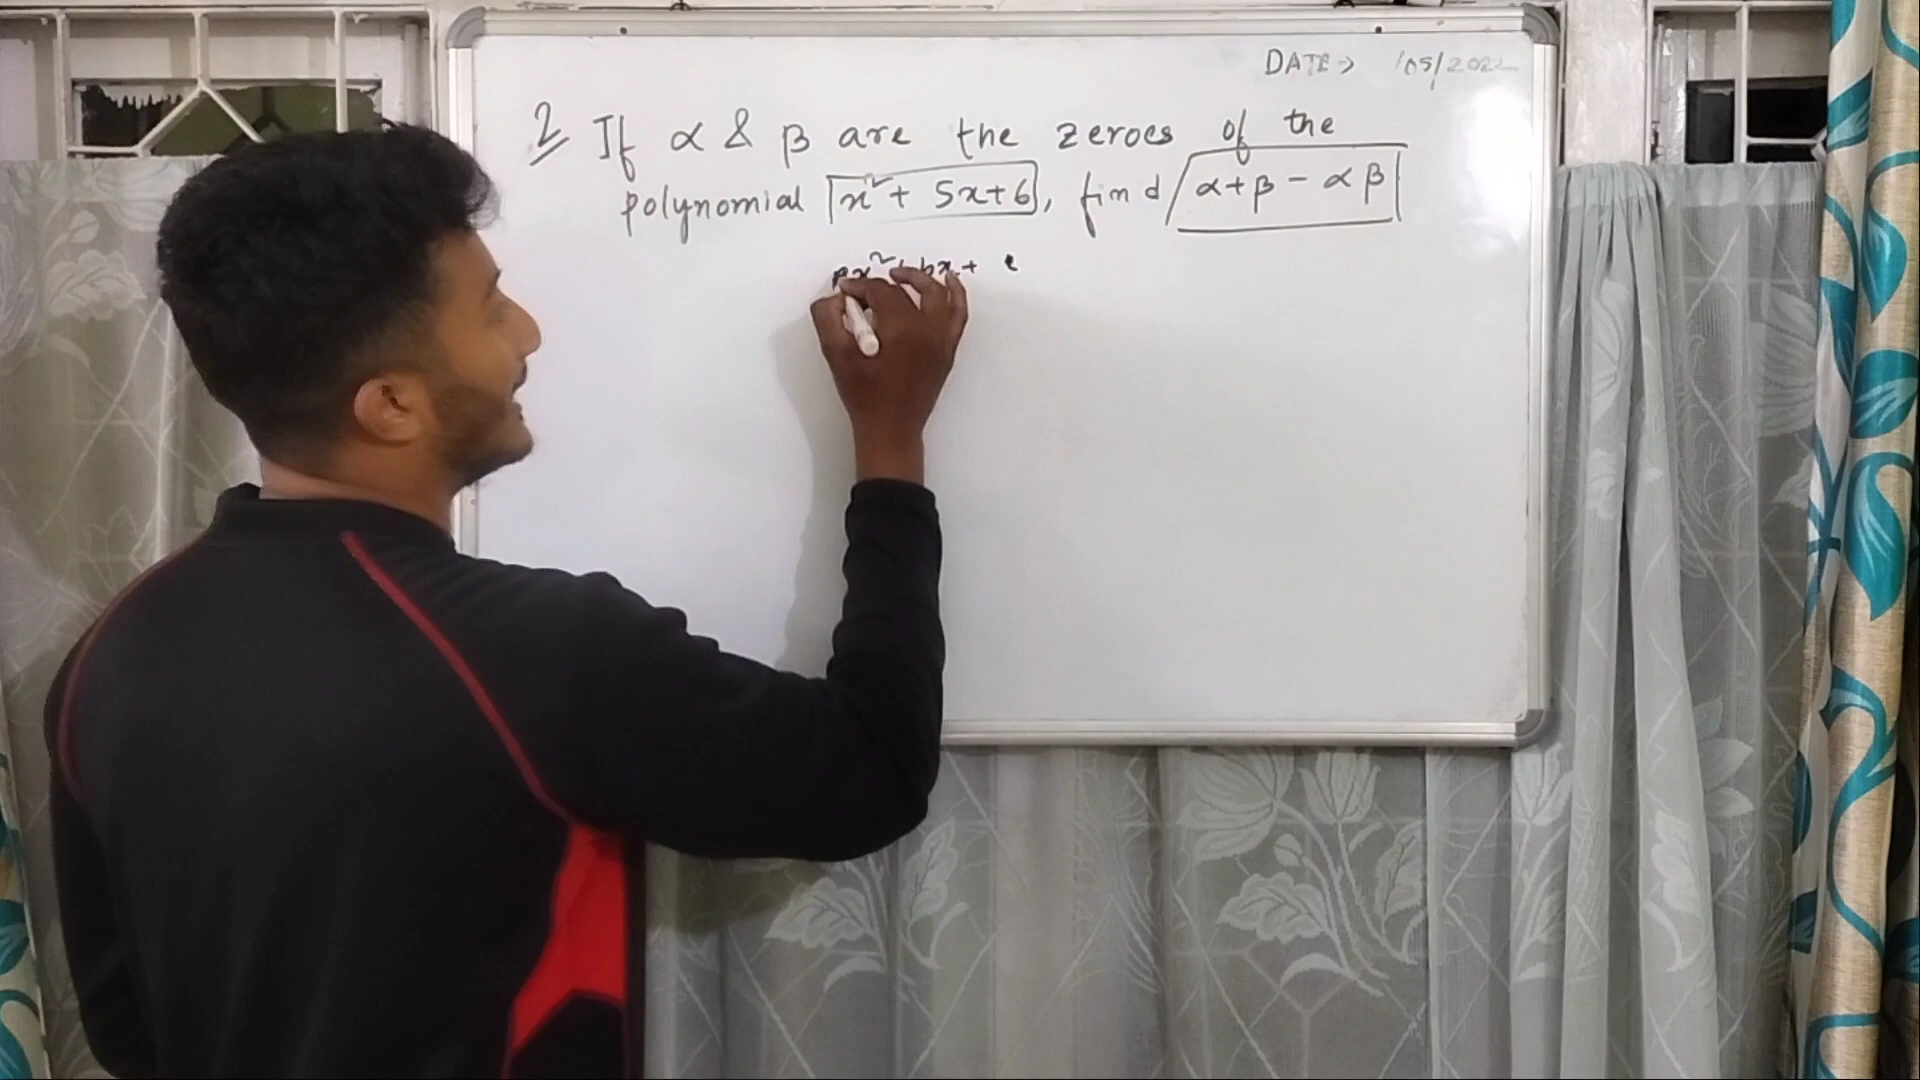 DATE → /05/2022
2 If α & β are the zeroes of the
polynomial x² + 5x+6, find α+β - αβ
ax² + bx + c